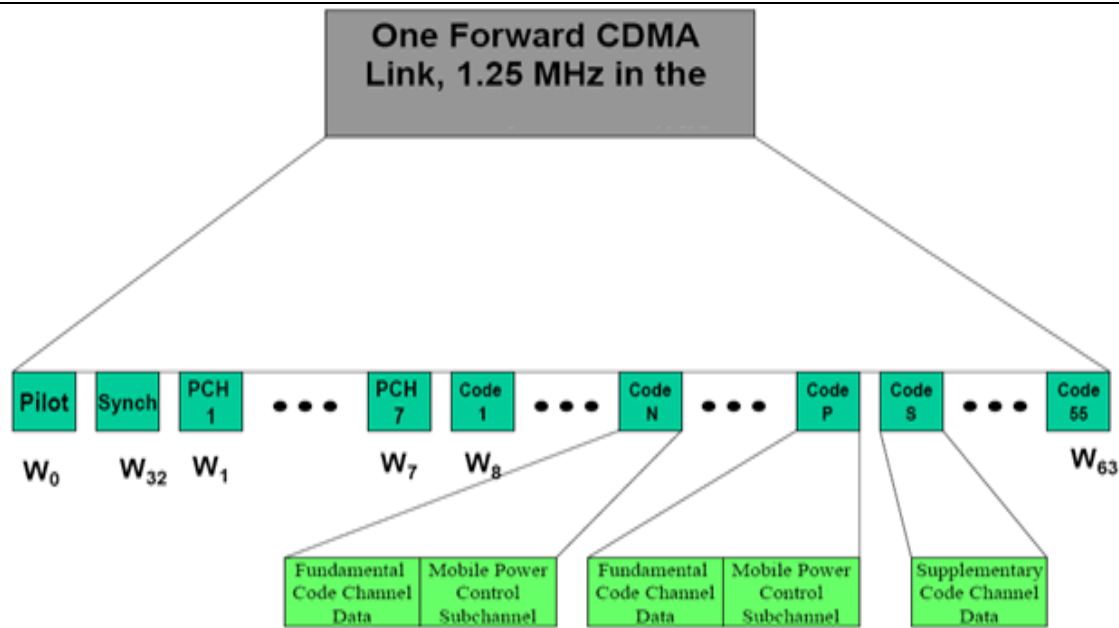 One Forward CDMA
Link, 1.25 MHz in the
Pilot
Synch
PCH
1
PCH
7
Code
1
Code
N
Code
P
Code
S
Code
55
W0
W32
W1
W7
W8
W63
Fundamental
Code Channel
Data
Mobile Power
Control
Subchannel
Fundamental
Code Channel
Data
Mobile Power
Control
Subchannel
Supplementary
Code Channel
Data